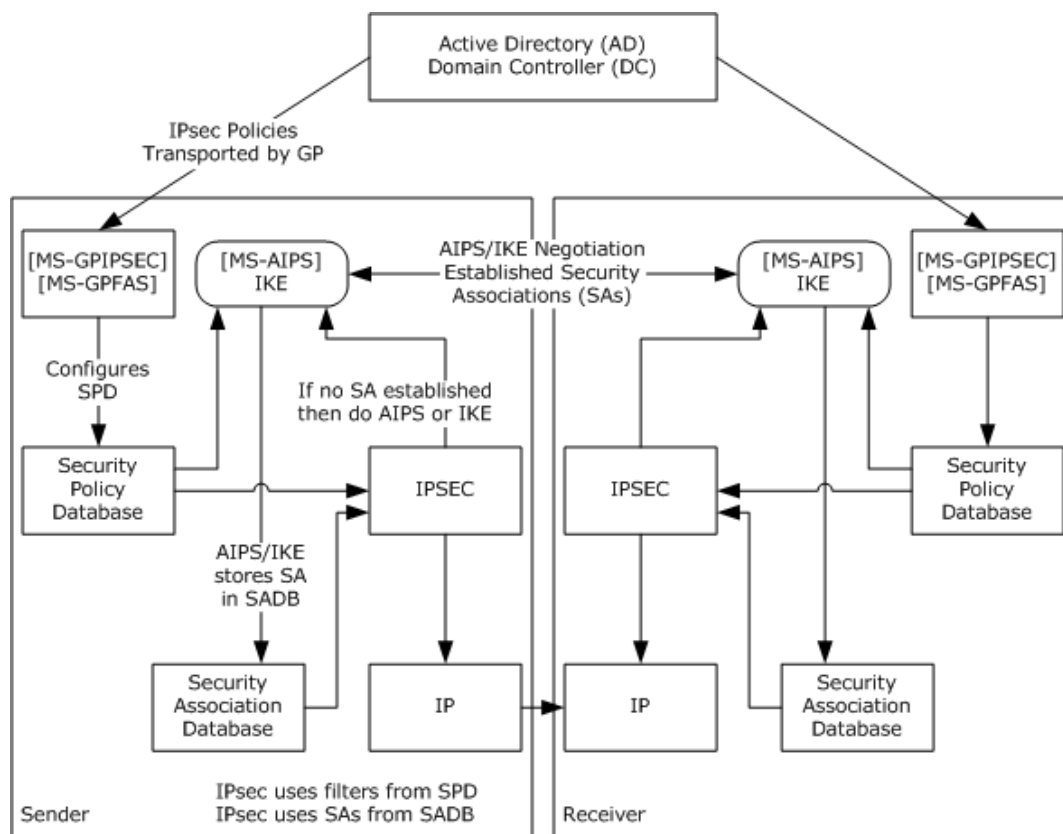 Active Directory (AD)
Domain Controller (DC)
IPsec Policies
Transported by GP
[MS-GPIPSEC]
[MS-GPFAS]
[MS-AIPS]
IKE
AIPS/IKE Negotiation
Established Security
Associations (SAs)
[MS-AIPS]
IKE
[MS-GPIPSEC]
[MS-GPFAS]
Configures
SPD
If no SA established
then do AIPS or IKE
Security
Policy
Database
IPSEC
IPSEC
Security
Policy
Database
AIPS/IKE
stores SA
in SADB
Security
Association
Database
IP
IP
Security
Association
Database
IPsec uses filters from SPD
IPsec uses SAs from SADB
Sender
Receiver